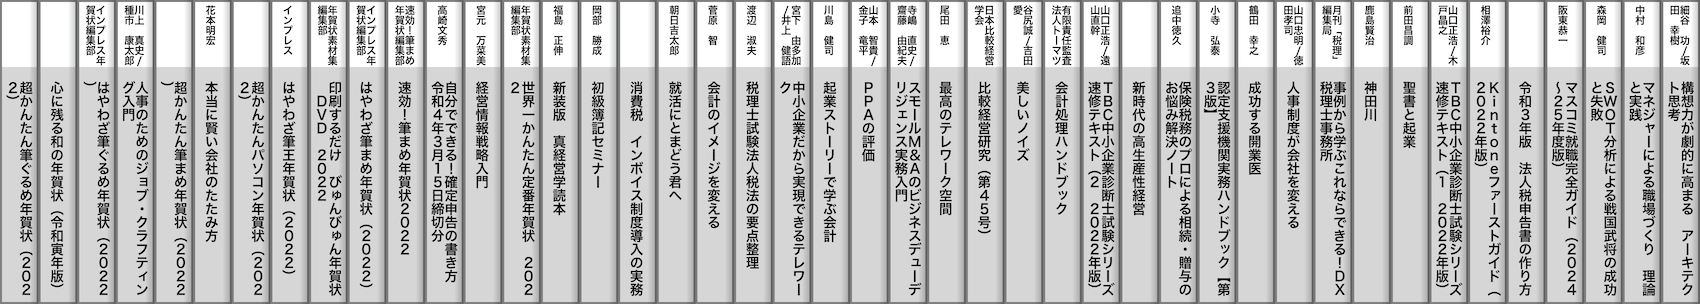 細谷 功/坂
田 幸樹
構想力が劇的に高まる アーキテク
ト思考
中村 和彦
マネジャーによる職場づくり 理論
と実践
森岡 健司
SWOT分析による戦国武将の成功
と失敗
阪東恭一
マスコミ就職完全ガイド(2024
〜25年度版)
令和3年版 法人税申告書の作り方
相澤裕介
Kintoneファーストガイド(
2022年版)
山口正浩/木
戸晶之
TBC中小企業診断士試験シリーズ
速修テキスト(1 2022年版)
前田昌調
聖書と起業
鹿島賢治
神田川
月刊「税理」
編集局
事例から学ぶこれならできる!DX
税理士事務所
山口忠明/徳
田孝司
人事制度が会社を変える
鶴田 幸之
成功する開業医
小寺 弘泰
認定支援機関実務ハンドブック【第
3版】
追中徳久
保険税務のプロによる相続・贈与の
お悩み解決ノート
新時代の高生産性経営
山口正浩/遠
山直幹
TBC中小企業診断士試験シリーズ
速修テキスト(2 2022年版)
有限責任監査
法人トーマツ
会計処理ハンドブック
谷尻誠/吉田
愛
美しいノイズ
日本比較経営
学会
比較経営研究(第45号)
尾田 恵
最高のテレワーク空間
寺嶋 直史/
齋藤 由紀夫
スモールM&Aのビジネスデューデ
リジェンス実務入門
山本 智貴/
金子 竜平
PPAの評価
川島 健司
起業ストーリーで学ぶ会計
宮下 由多加
/井上 健語
中小企業だから実現できるテレワー
ク
渡辺 淑夫
税理士試験法人税法の要点整理
菅原 智
会計のイメージを変える
朝日吉太郎
就活にとまどう君へ
消費税 インボイス制度導入の実務
岡部 勝成
初級簿記セミナー
福島 正伸
新装版 真経営学読本
年賀状素材集
編集部
世界一かんたん定番年賀状 202
2
宮元 万菜美
経営情報戦略入門
高崎文秀
自分でできる!確定申告の書き方
令和4年3月15日締切分
速効!筆まめ
年賀状編集部
速効!筆まめ年賀状2022
インプレス年
賀状編集部
はやわざ筆まめ年賀状(2022)
年賀状素材集
編集部
印刷するだけ びゅんびゅん年賀状
DVD 2022
インプレス
はやわざ筆王年賀状(2022)
超かんたんパソコン年賀状(202
2)
花本明宏
本当に賢い会社のたたみ方
超かんたん筆まめ年賀状(2022
)
川上 真史/
種市 康太郎
人事のためのジョブ・クラフティン
グ入門
インプレス年
賀状編集部
はやわざ筆ぐるめ年賀状(2022
)
心に残る和の年賀状(令和寅年版)
超かんたん筆ぐるめ年賀状(202
2)